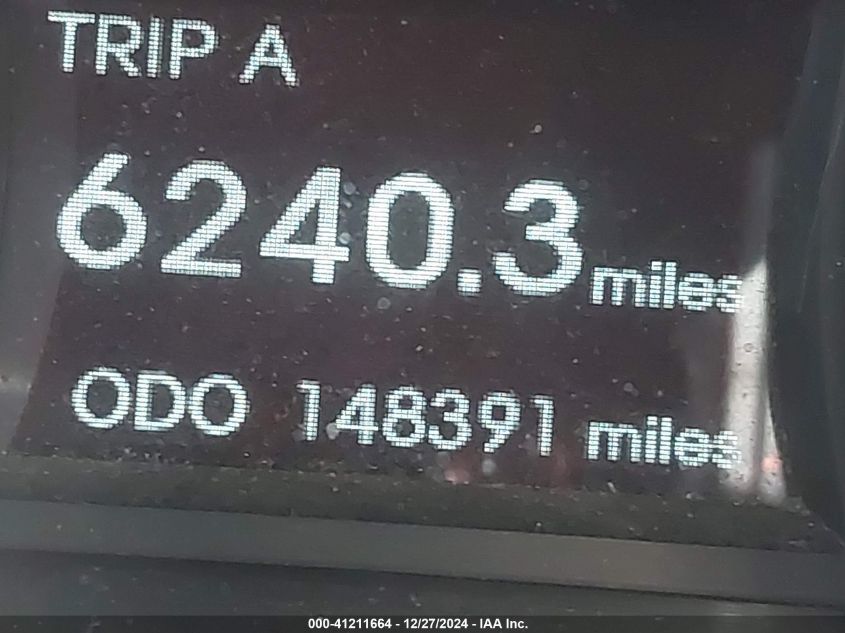 TRIP A
6240.3 miles
ODO 148391 miles
000-41211664 - 12/27/2024 - IAA Inc.